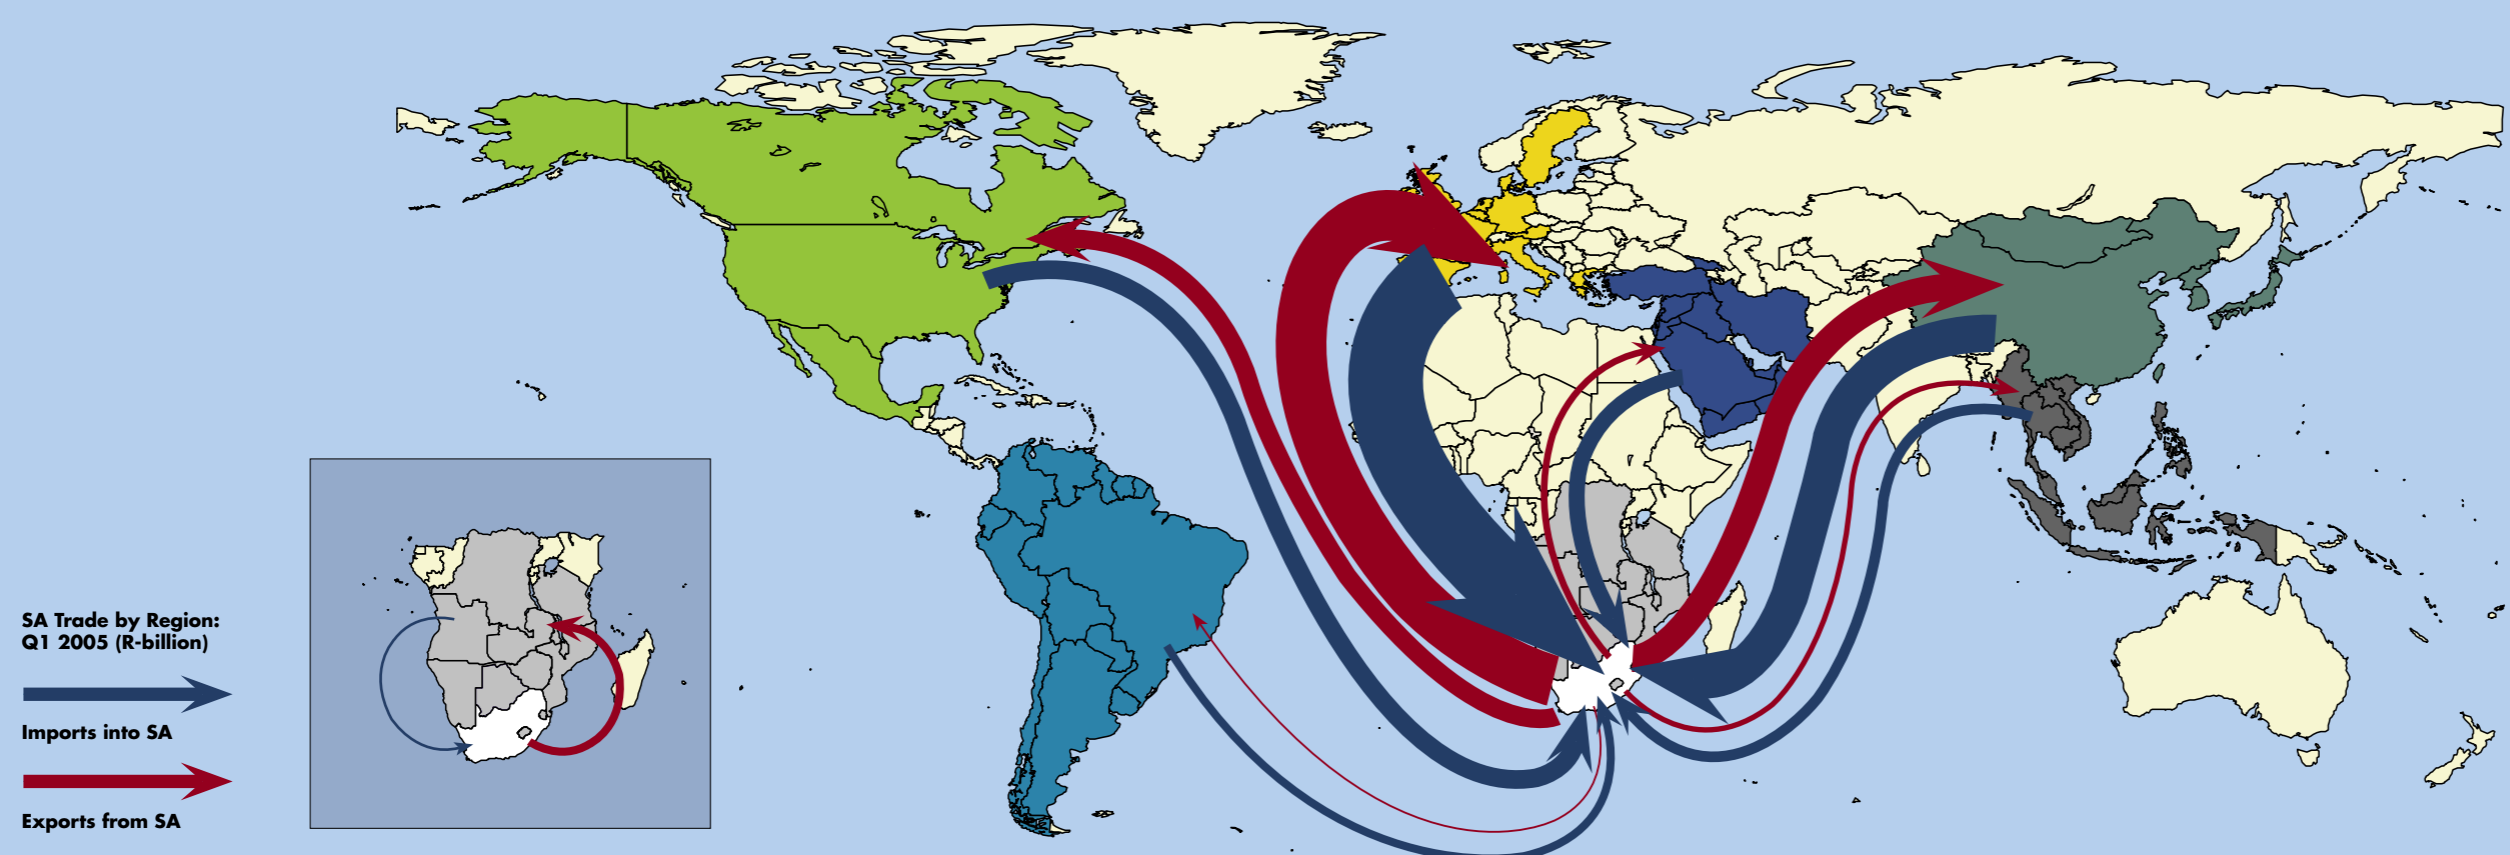 SA Trade by Region:
Q1 2005 (R-billion)
Imports into SA
Exports from SA